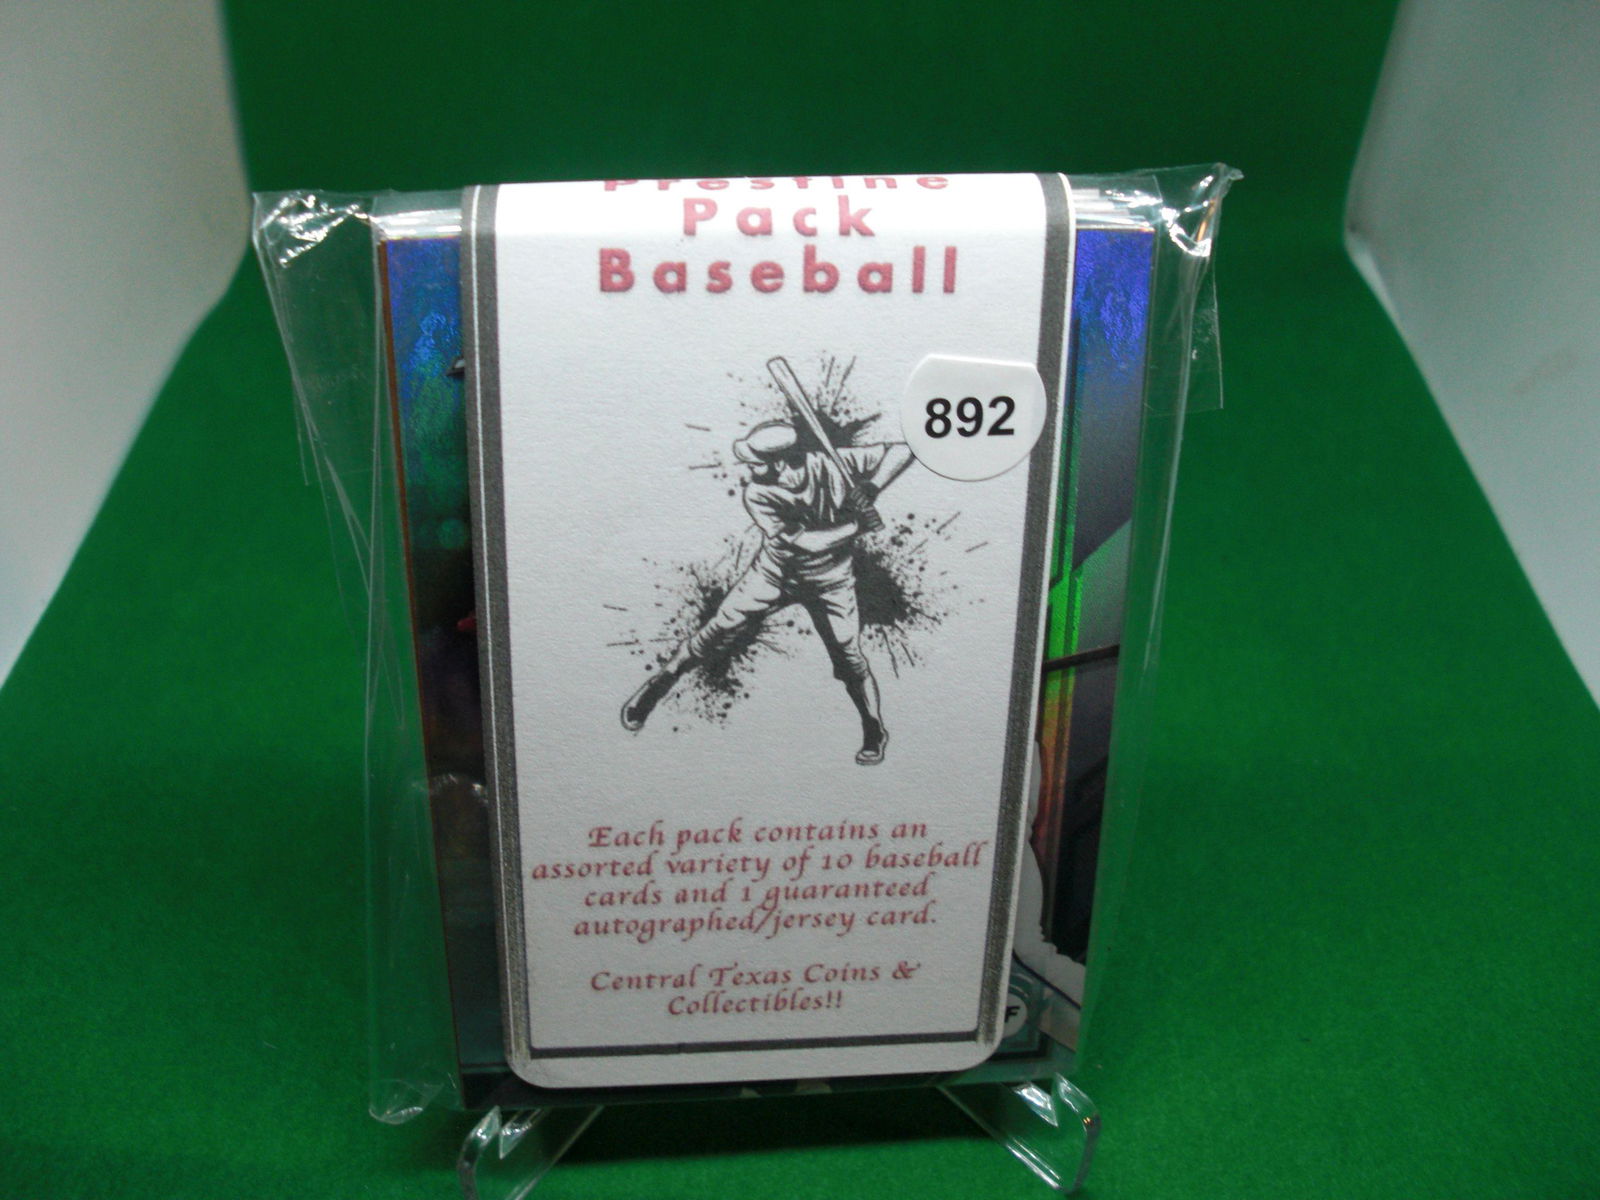 Prestine
Pack
Baseball
892
Each pack contains an
assorted variety of 10 baseball
cards and 1 guaranteed
autographed/jersey card.
Central Texas Coins &
Collectibles!!
F